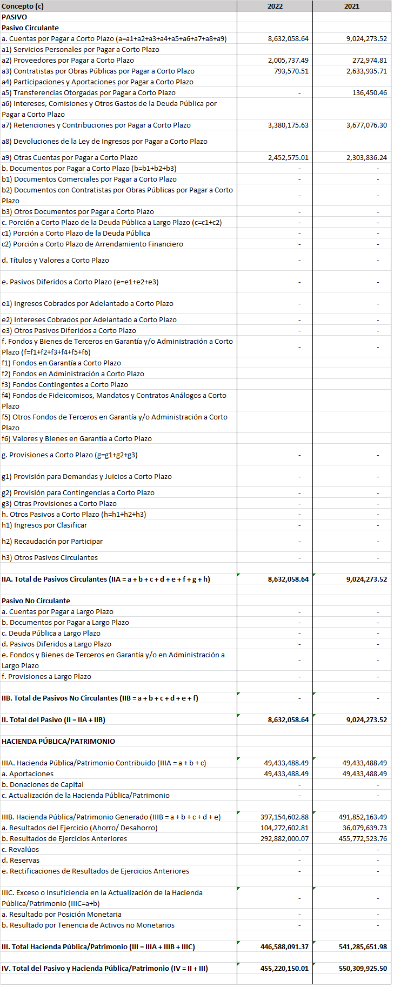 Concepto (c) 2022 2021
PASIVO
Pasivo Circulante
a. Cuentas por Pagar a Corto Plazo (a=a1+a2+a3+a4+a5+a6+a7+a8+a9) 8,632,058.64 9,024,273.52
a1) Servicios Personales por Pagar a Corto Plazo
a2) Proveedores por Pagar a Corto Plazo 2,005,737.49 272,974.81
a3) Contratistas por Obras Públicas por Pagar a Corto Plazo 793,570.51 2,633,935.71
a4) Participaciones y Aportaciones por Pagar a Corto Plazo
a5) Transferencias Otorgadas por Pagar a Corto Plazo - 136,450.46
a6) Intereses, Comisiones y Otros Gastos de la Deuda Pública por
Pagar a Corto Plazo
a7) Retenciones y Contribuciones por Pagar a Corto Plazo 3,380,175.63 3,677,076.30
a8) Devoluciones de la Ley de Ingresos por Pagar a Corto Plazo
a9) Otras Cuentas por Pagar a Corto Plazo 2,452,575.01 2,303,836.24
b. Documentos por Pagar a Corto Plazo (b=b1+b2+b3) - -
b1) Documentos Comerciales por Pagar a Corto Plazo - -
b2) Documentos con Contratistas por Obras Públicas por Pagar a Corto
Plazo - -
b3) Otros Documentos por Pagar a Corto Plazo - -
c. Porción a Corto Plazo de la Deuda Pública a Largo Plazo (c=c1+c2) - -
c1) Porción a Corto Plazo de la Deuda Pública - -
c2) Porción a Corto Plazo de Arrendamiento Financiero - -
d. Títulos y Valores a Corto Plazo - -
e. Pasivos Diferidos a Corto Plazo (e=e1+e2+e3) - -
e1) Ingresos Cobrados por Adelantado a Corto Plazo - -
e2) Intereses Cobrados por Adelantado a Corto Plazo - -
e3) Otros Pasivos Diferidos a Corto Plazo - -
f. Fondos y Bienes de Terceros en Garantía y/o Administración a Corto
Plazo (f=f1+f2+f3+f4+f5+f6) - -
f1) Fondos en Garantía a Corto Plazo
f2) Fondos en Administración a Corto Plazo
f3) Fondos Contingentes a Corto Plazo
f4) Fondos de Fideicomisos, Mandatos y Contratos Análogos a Corto
Plazo
f5) Otros Fondos de Terceros en Garantía y/o Administración a Corto
Plazo
f6) Valores y Bienes en Garantía a Corto Plazo
g. Provisiones a Corto Plazo (g=g1+g2+g3) - -
g1) Provisión para Demandas y Juicios a Corto Plazo - -
g2) Provisión para Contingencias a Corto Plazo - -
g3) Otras Provisiones a Corto Plazo - -
h. Otros Pasivos a Corto Plazo (h=h1+h2+h3) - -
h1) Ingresos por Clasificar - -
h2) Recaudación por Participar - -
h3) Otros Pasivos Circulantes - -
IIA. Total de Pasivos Circulantes (IIA = a + b + c + d + e + f + g + h) 8,632,058.64 9,024,273.52
Pasivo No Circulante
a. Cuentas por Pagar a Largo Plazo - -
b. Documentos por Pagar a Largo Plazo - -
c. Deuda Pública a Largo Plazo - -
d. Pasivos Diferidos a Largo Plazo - -
e. Fondos y Bienes de Terceros en Garantía y/o en Administración a
Largo Plazo - -
f. Provisiones a Largo Plazo - -
IIB. Total de Pasivos No Circulantes (IIB = a + b + c + d + e + f) - -
II. Total del Pasivo (II = IIA + IIB) 8,632,058.64 9,024,273.52
HACIENDA PÚBLICA/PATRIMONIO
IIIA. Hacienda Pública/Patrimonio Contribuido (IIIA = a + b + c) 49,433,488.49 49,433,488.49
a. Aportaciones 49,433,488.49 49,433,488.49
b. Donaciones de Capital - -
c. Actualización de la Hacienda Pública/Patrimonio - -
IIIB. Hacienda Pública/Patrimonio Generado (IIIB = a + b + c + d + e) 397,154,602.88 491,852,163.49
a. Resultados del Ejercicio (Ahorro/ Desahorro) 104,272,602.81 36,079,639.73
b. Resultados de Ejercicios Anteriores 292,882,000.07 455,772,523.76
c. Revalúos - -
d. Reservas - -
e. Rectificaciones de Resultados de Ejercicios Anteriores - -
IIIC. Exceso o Insuficiencia en la Actualización de la Hacienda
Pública/Patrimonio (IIIC=a+b) - -
a. Resultado por Posición Monetaria - -
b. Resultado por Tenencia de Activos no Monetarios - -
III. Total Hacienda Pública/Patrimonio (III = IIIA + IIIB + IIIC) 446,588,091.37 541,285,651.98
IV. Total del Pasivo y Hacienda Pública/Patrimonio (IV = II + III) 455,220,150.01 550,309,925.50